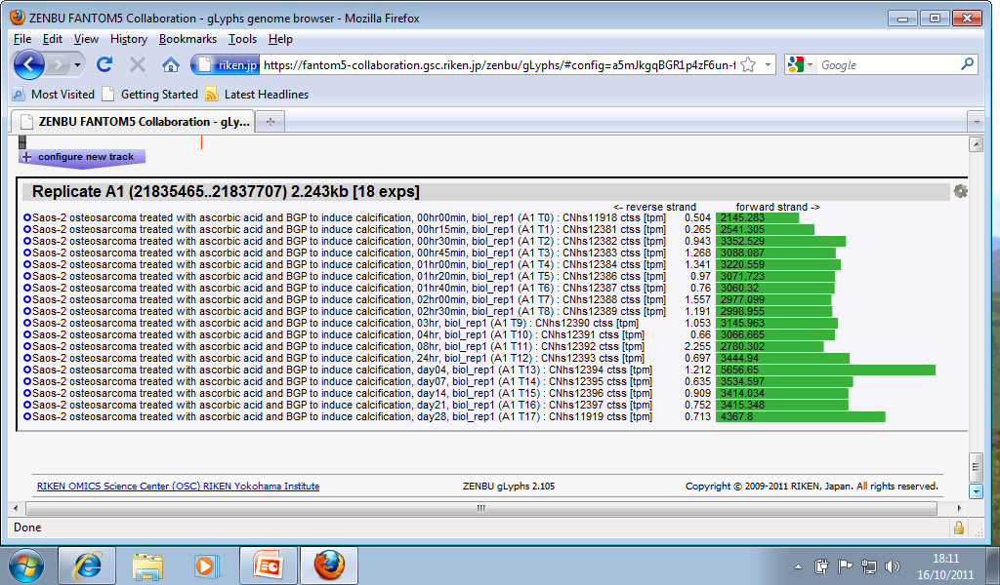 ZENBU FANTOM5 Collaboration - gLyphs genome browser - Mozilla Firefox
File Edit View History Bookmarks Tools Help
riken.jp https://fantom5-collaboration.gsc.riken.jp/zenbu/gLyphs/#config=a5mJkgqBGR1p4zF6un-f Google
Most Visited Getting Started Latest Headlines
ZENBU FANTOM5 Collaboration - gLy...
configure new track
Replicate A1 (21835465..21837707) 2.243kb [18 exps]
<- reverse strand forward strand ->
Saos-2 osteosarcoma treated with ascorbic acid and BGP to induce calcification, 00hr00min, biol_rep1 (A1 T0) : CNhs11918 ctss [tpm] 0.504 2145.283
Saos-2 osteosarcoma treated with ascorbic acid and BGP to induce calcification, 00hr15min, biol_rep1 (A1 T1) : CNhs12381 ctss [tpm] 0.265 2541.305
Saos-2 osteosarcoma treated with ascorbic acid and BGP to induce calcification, 00hr30min, biol_rep1 (A1 T2) : CNhs12382 ctss [tpm] 0.943 3352.529
Saos-2 osteosarcoma treated with ascorbic acid and BGP to induce calcification, 00hr45min, biol_rep1 (A1 T3) : CNhs12383 ctss [tpm] 1.268 3088.087
Saos-2 osteosarcoma treated with ascorbic acid and BGP to induce calcification, 01hr00min, biol_rep1 (A1 T4) : CNhs12384 ctss [tpm] 1.341 3220.559
Saos-2 osteosarcoma treated with ascorbic acid and BGP to induce calcification, 01hr20min, biol_rep1 (A1 T5) : CNhs12386 ctss [tpm] 0.97 3071.723
Saos-2 osteosarcoma treated with ascorbic acid and BGP to induce calcification, 01hr40min, biol_rep1 (A1 T6) : CNhs12387 ctss [tpm] 0.76 3060.32
Saos-2 osteosarcoma treated with ascorbic acid and BGP to induce calcification, 02hr00min, biol_rep1 (A1 T7) : CNhs12388 ctss [tpm] 1.557 2977.099
Saos-2 osteosarcoma treated with ascorbic acid and BGP to induce calcification, 02hr30min, biol_rep1 (A1 T8) : CNhs12389 ctss [tpm] 1.191 2998.955
Saos-2 osteosarcoma treated with ascorbic acid and BGP to induce calcification, 03hr, biol_rep1 (A1 T9) : CNhs12390 ctss [tpm] 1.053 3145.963
Saos-2 osteosarcoma treated with ascorbic acid and BGP to induce calcification, 04hr, biol_rep1 (A1 T10) : CNhs12391 ctss [tpm] 0.66 3066.665
Saos-2 osteosarcoma treated with ascorbic acid and BGP to induce calcification, 08hr, biol_rep1 (A1 T11) : CNhs12392 ctss [tpm] 2.255 2780.302
Saos-2 osteosarcoma treated with ascorbic acid and BGP to induce calcification, 24hr, biol_rep1 (A1 T12) : CNhs12393 ctss [tpm] 0.697 3444.94
Saos-2 osteosarcoma treated with ascorbic acid and BGP to induce calcification, day04, biol_rep1 (A1 T13) : CNhs12394 ctss [tpm] 1.212 5656.65
Saos-2 osteosarcoma treated with ascorbic acid and BGP to induce calcification, day07, biol_rep1 (A1 T14) : CNhs12395 ctss [tpm] 0.635 3534.597
Saos-2 osteosarcoma treated with ascorbic acid and BGP to induce calcification, day14, biol_rep1 (A1 T15) : CNhs12396 ctss [tpm] 0.909 3414.034
Saos-2 osteosarcoma treated with ascorbic acid and BGP to induce calcification, day21, biol_rep1 (A1 T16) : CNhs12397 ctss [tpm] 0.752 3415.348
Saos-2 osteosarcoma treated with ascorbic acid and BGP to induce calcification, day28, biol_rep1 (A1 T17) : CNhs11919 ctss [tpm] 0.713 4367.8
RIKEN OMICS Science Center (OSC) RIKEN Yokohama Institute ZENBU gLyphs 2.105 Copyright © 2009-2011 RIKEN, Japan. All rights reserved.
Done
18:11
16/10/2011